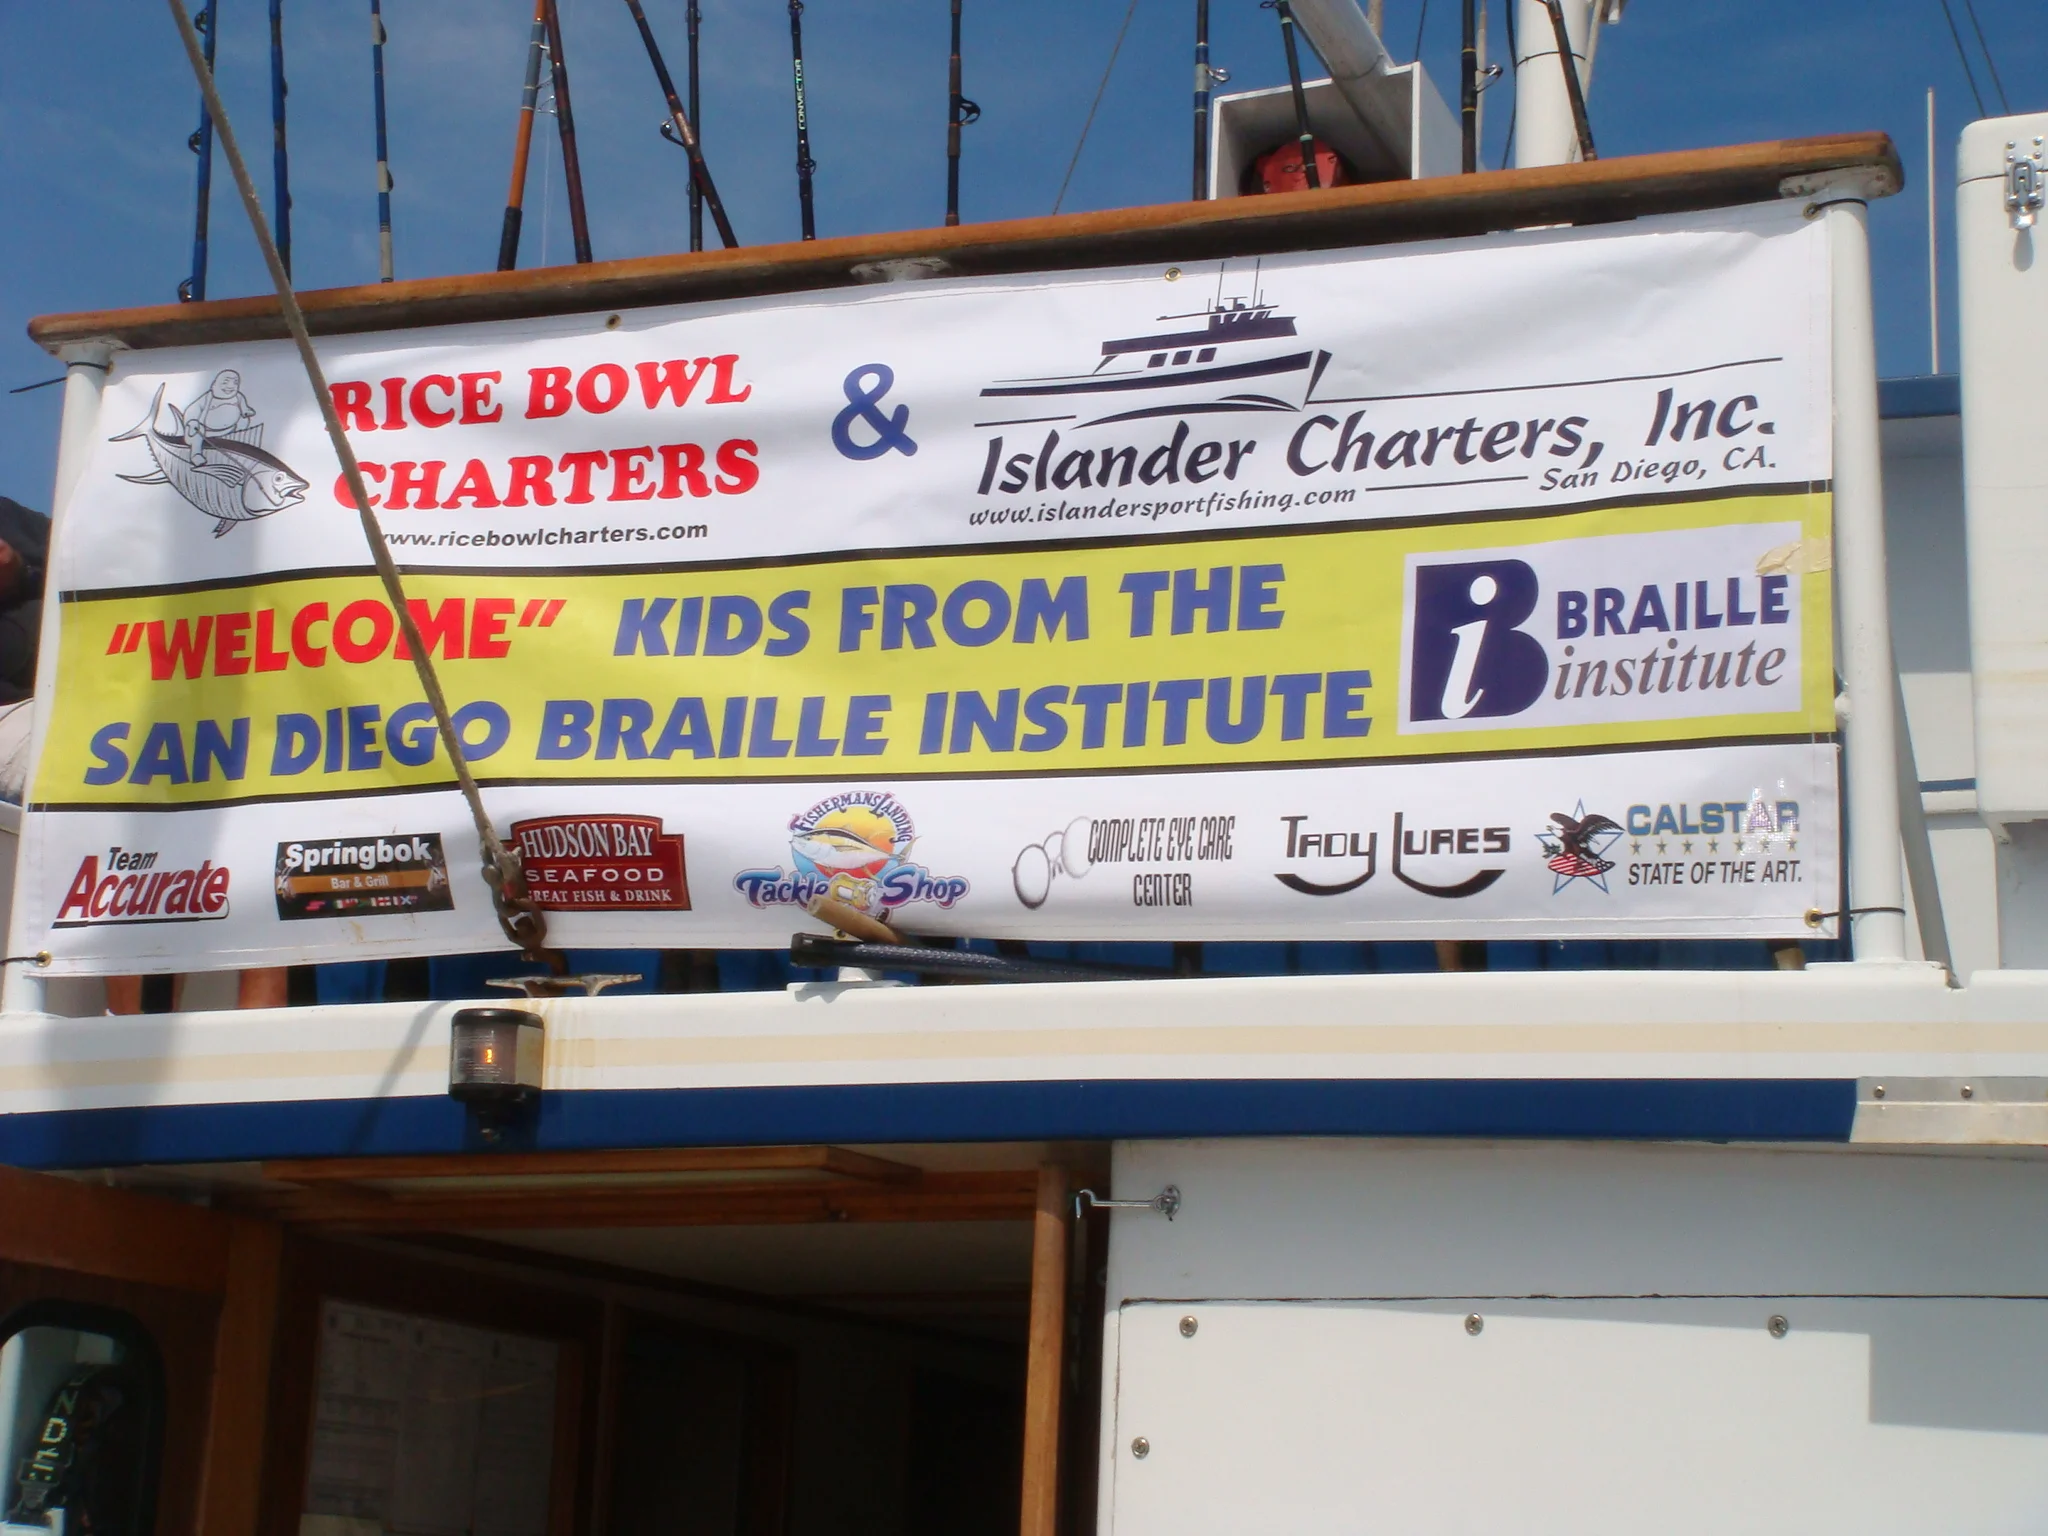 CONVECTOR
RICE BOWL
CHARTERS
www.ricebowlcharters.com
&
Islander Charters, Inc.
San Diego, CA.
www.islandersportfishing.com
"WELCOME" KIDS FROM THE
SAN DIEGO BRAILLE INSTITUTE
Bi
BRAILLE
institute
Team
Accurate
Springbok
Bar & Grill
HUDSON BAY
SEAFOOD
GREAT FISH & DRINK
FISHERMANS LANDING
Tackle Shop
COMPLETE EYE CARE
CENTER
TADY LURES
CALSTAR
STATE OF THE ART.